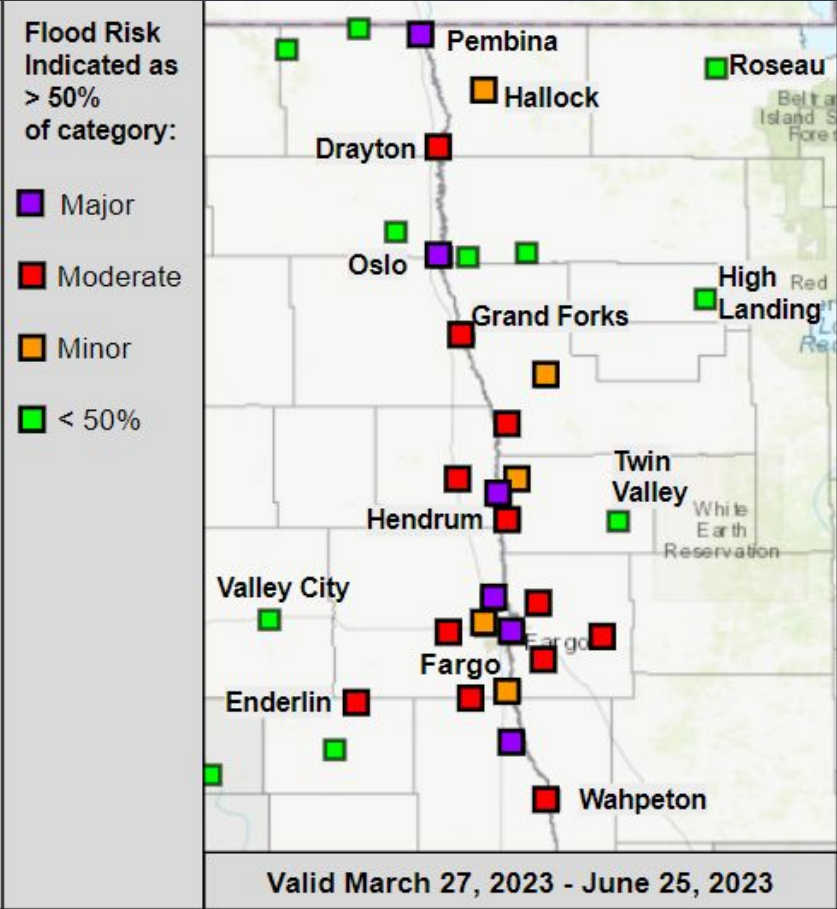 Flood Risk
Indicated as
> 50%
of category:
Major
Moderate
Minor
< 50%
Pembina
Roseau
Hallock
Drayton
Oslo
High
Landing
Red
Grand Forks
Twin
Valley
White
Earth
Reservation
Hendrum
Valley City
Fargo
Fargo
Enderlin
Wahpeton
Valid March 27, 2023 - June 25, 2023